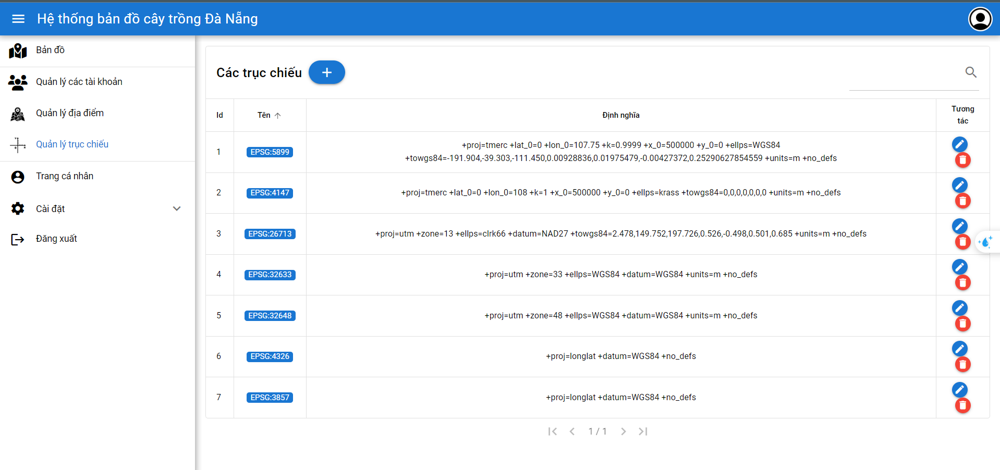 Hệ thống bản đồ cây trồng Đà Nẵng
Bản đồ
Quản lý các tài khoản
Quản lý địa điểm
Quản lý trục chiếu
Trang cá nhân
Cài đặt
Đăng xuất
Các trục chiếu
Id Tên Định nghĩa Tương
tác
1 EPSG:5899 +proj=tmerc +lat_0=0 +lon_0=107.75 +k=0.9999 +x_0=500000 +y_0=0 +ellps=WGS84
+towgs84=-191.904,-39.303,-111.450,0.00928836,0.01975479,-0.00427372,0.25290627854559 +units=m +no_defs
2 EPSG:4147 +proj=tmerc +lat_0=0 +lon_0=108 +k=1 +x_0=500000 +y_0=0 +ellps=krass +towgs84=0,0,0,0,0,0,0 +units=m +no_defs
3 EPSG:26713 +proj=utm +zone=13 +ellps=clrk66 +datum=NAD27 +towgs84=2.478,149.752,197.726,0.526,-0.498,0.501,0.685 +units=m +no_defs
4 EPSG:32633 +proj=utm +zone=33 +ellps=WGS84 +datum=WGS84 +units=m +no_defs
5 EPSG:32648 +proj=utm +zone=48 +ellps=WGS84 +datum=WGS84 +units=m +no_defs
6 EPSG:4326 +proj=longlat +datum=WGS84 +no_defs
7 EPSG:3857 +proj=longlat +datum=WGS84 +no_defs
1 / 1